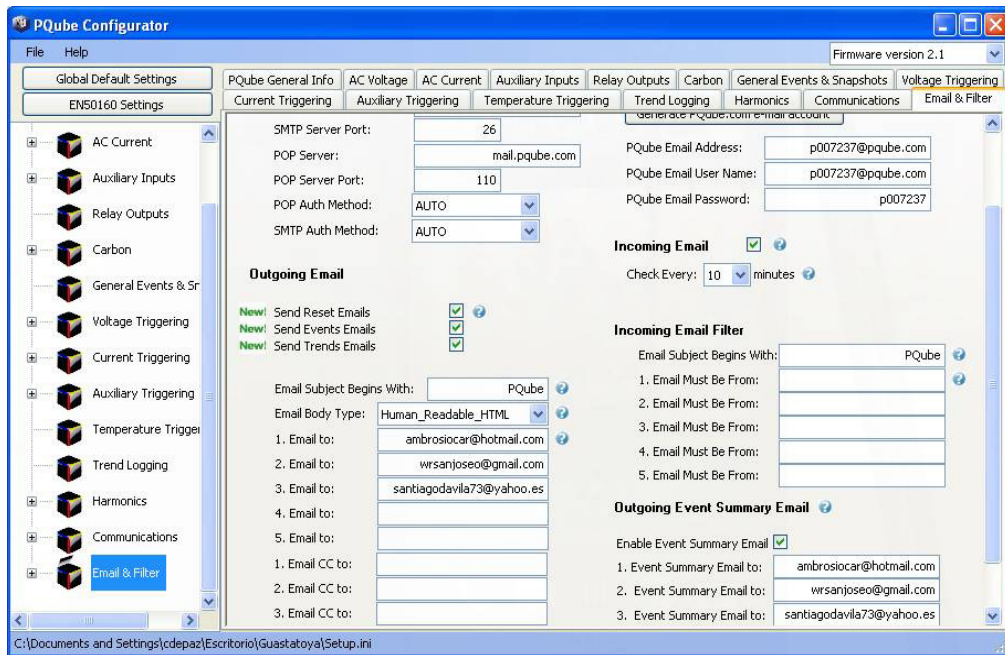 PQube Configurator
File Help
Firmware version 2.1
Global Default Settings
EN50160 Settings
PQube General Info AC Voltage AC Current Auxiliary Inputs Relay Outputs Carbon General Events & Snapshots Voltage Triggering
Current Triggering Auxiliary Triggering Temperature Triggering Trend Logging Harmonics Communications Email & Filter
AC Current
Auxiliary Inputs
Relay Outputs
Carbon
General Events & Sr
Voltage Triggering
Current Triggering
Auxiliary Triggering
Temperature Trigger
Trend Logging
Harmonics
Communications
Email & Filter
SMTP Server Port: 26
POP Server: mail.pqube.com
POP Server Port: 110
POP Auth Method: AUTO
SMTP Auth Method: AUTO
Outgoing Email
New! Send Reset Emails
New! Send Events Emails
New! Send Trends Emails
Email Subject Begins With: PQube
Email Body Type: Human_Readable_HTML
1. Email to: ambrosiocar@hotmail.com
2. Email to: wrsanjoseo@gmail.com
3. Email to: santiagodavila73@yahoo.es
4. Email to:
5. Email to:
1. Email CC to:
2. Email CC to:
3. Email CC to:
Generate PQube.com e-mail account
PQube Email Address: p007237@pqube.com
PQube Email User Name: p007237@pqube.com
PQube Email Password: p007237
Incoming Email
Check Every: 10 minutes
Incoming Email Filter
Email Subject Begins With: PQube
1. Email Must Be From:
2. Email Must Be From:
3. Email Must Be From:
4. Email Must Be From:
5. Email Must Be From:
Outgoing Event Summary Email
Enable Event Summary Email
1. Event Summary Email to: ambrosiocar@hotmail.com
2. Event Summary Email to: wrsanjoseo@gmail.com
3. Event Summary Email to: santiagodavila73@yahoo.es
C:\Documents and Settings\cdepaz\Escritorio\Guastatoya\Setup.ini